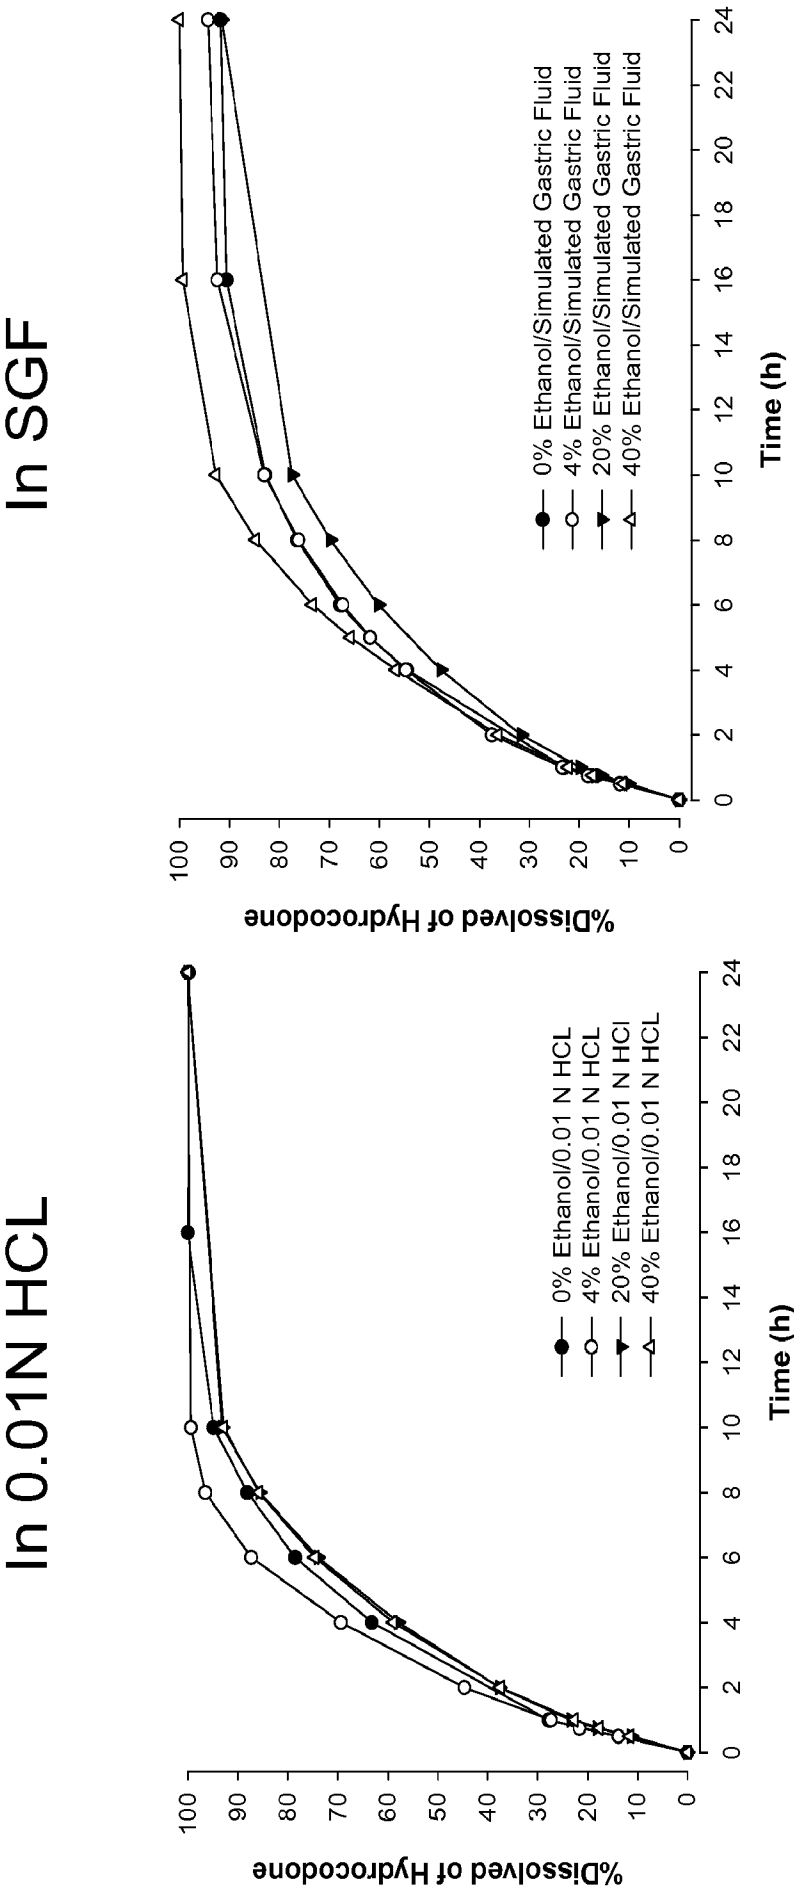 In 0.01N HCL
%Dissolved of Hydrocodone
100
90
80
70
60
50
40
30
20
10
0
0% Ethanol/0.01 N HCL
4% Ethanol/0.01 N HCL
20% Ethanol/0.01 N HCl
40% Ethanol/0.01 N HCL
0 2 4 6 8 10 12 14 16 18 20 22 24
Time (h)
In SGF
%Dissolved of Hydrocodone
100
90
80
70
60
50
40
30
20
10
0
0% Ethanol/Simulated Gastric Fluid
4% Ethanol/Simulated Gastric Fluid
20% Ethanol/Simulated Gastric Fluid
40% Ethanol/Simulated Gastric Fluid
0 2 4 6 8 10 12 14 16 18 20 22 24
Time (h)